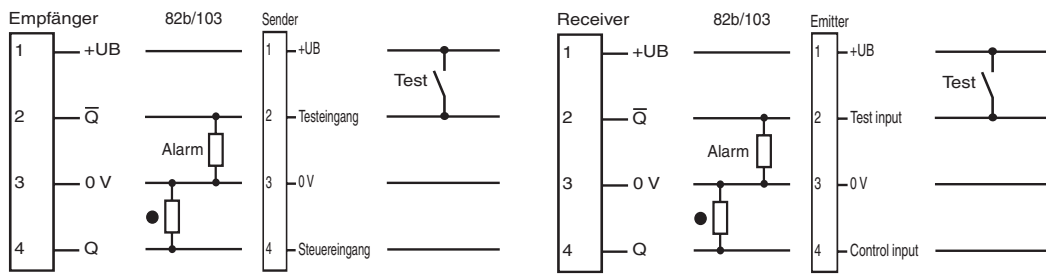 Empfänger 82b/103 Sender
1 +UB
2 Q̅
Alarm
3 0 V
4 Q
1 +UB
Test
2 Testeingang
3 0 V
4 Steuereingang
Receiver 82b/103 Emitter
1 +UB
2 Q̅
Alarm
3 0 V
4 Q
1 +UB
Test
2 Test input
3 0 V
4 Control input